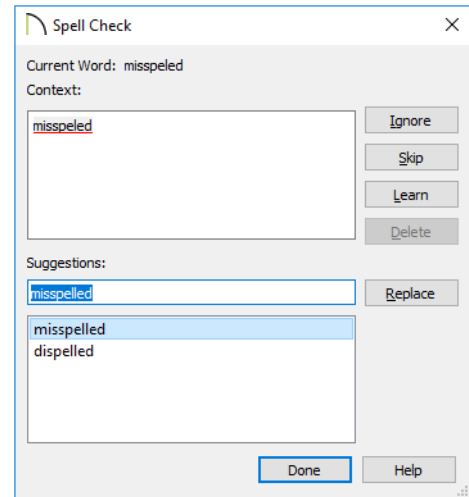 Spell Check
Current Word: misspeled
Context:
misspeled
Ignore
Skip
Learn
Delete
Suggestions:
misspelled
Replace
misspelled
dispelled
Done
Help